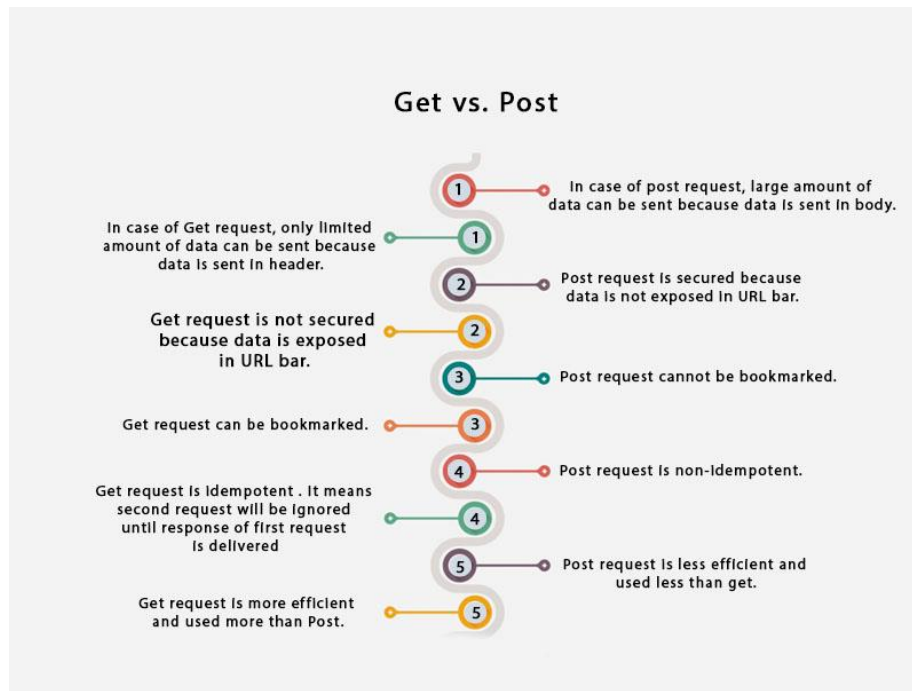 Get vs. Post
1
In case of post request, large amount of
data can be sent because data is sent in body.
In case of Get request, only limited
amount of data can be sent because
data is sent in header.
1
2
Post request is secured because
data is not exposed in URL bar.
Get request is not secured
because data is exposed
in URL bar.
2
3
Post request cannot be bookmarked.
Get request can be bookmarked.
3
4
Post request is non-idempotent.
Get request is idempotent . It means
second request will be ignored
until response of first request
is delivered
4
5
Post request is less efficient and
used less than get.
Get request is more efficient
and used more than Post.
5